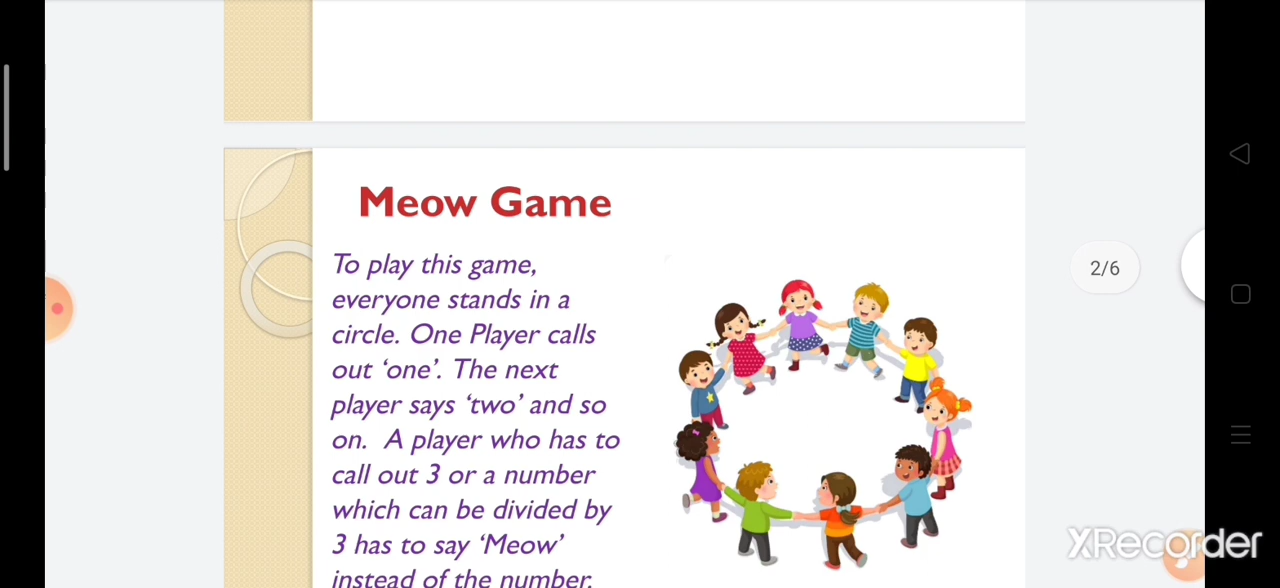 Meow Game
To play this game,
everyone stands in a
circle. One Player calls
out ‘one’. The next
player says ‘two’ and so
on. A player who has to
call out 3 or a number
which can be divided by
3 has to say ‘Meow’
instead of the number.
2/6
XRecorder